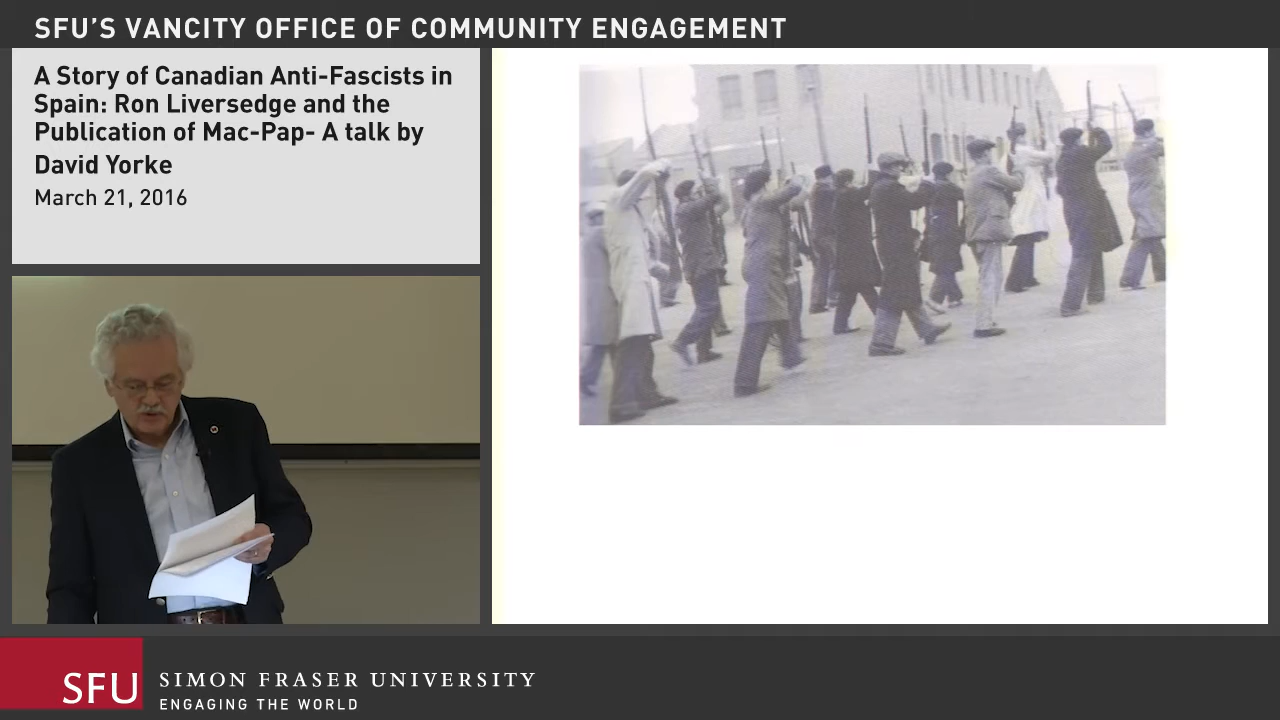 SFU'S VANCITY OFFICE OF COMMUNITY ENGAGEMENT
A Story of Canadian Anti-Fascists in
Spain: Ron Liversedge and the
Publication of Mac-Pap- A talk by
David Yorke
March 21, 2016
SFU
SIMON FRASER UNIVERSITY
ENGAGING THE WORLD